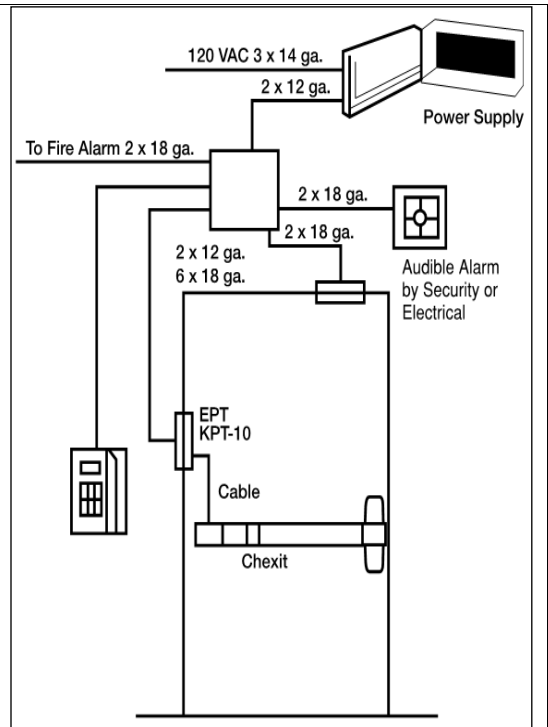 120 VAC 3 x 14 ga.
2 x 12 ga.
Power Supply
To Fire Alarm 2 x 18 ga.
2 x 18 ga.
2 x 18 ga.
Audible Alarm
by Security or
Electrical
2 x 12 ga.
6 x 18 ga.
EPT
KPT-10
Cable
Chexit